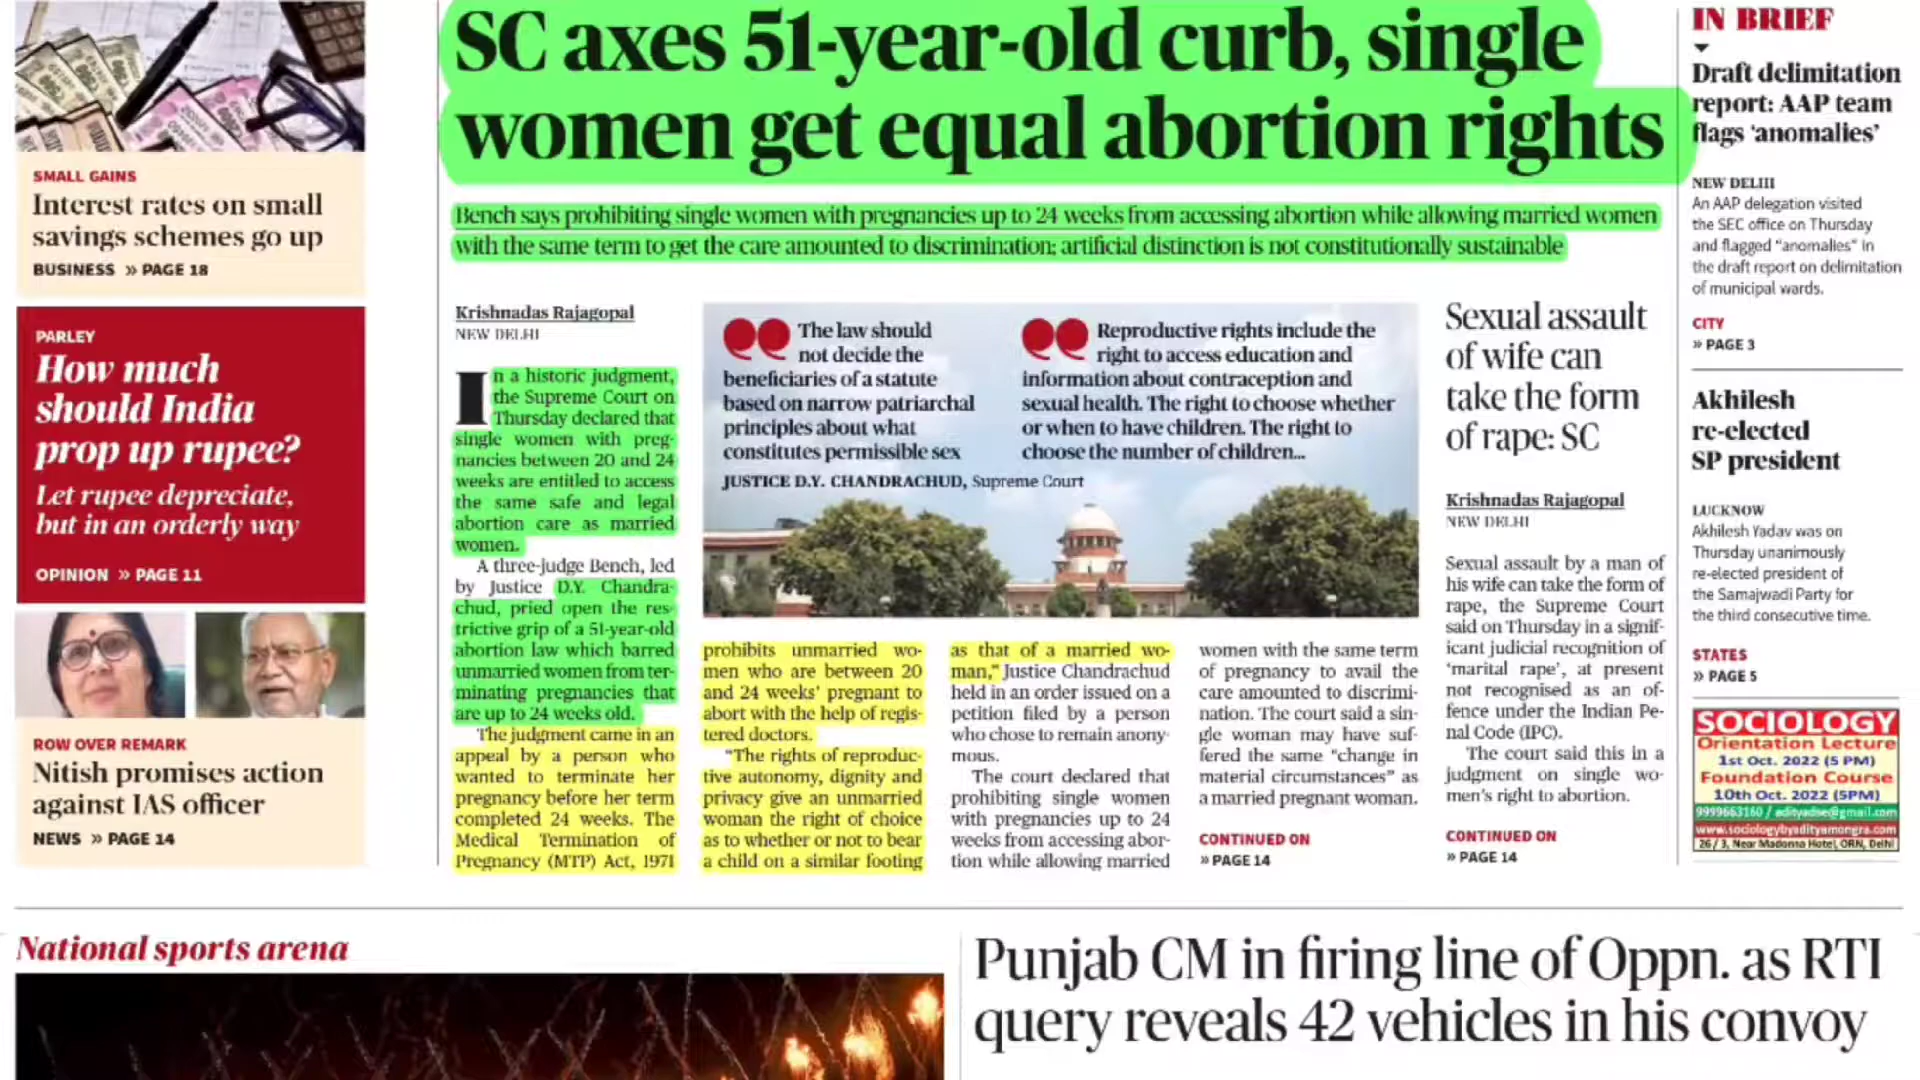 SMALL GAINS
Interest rates on small
savings schemes go up
BUSINESS » PAGE 18
PARLEY
How much
should India
prop up rupee?
Let rupee depreciate,
but in an orderly way
OPINION » PAGE 11
ROW OVER REMARK
Nitish promises action
against IAS officer
NEWS » PAGE 14
SC axes 51-year-old curb, single
women get equal abortion rights
Bench says prohibiting single women with pregnancies up to 24 weeks from accessing abortion while allowing married women
with the same term to get the care amounted to discrimination; artificial distinction is not constitutionally sustainable
Krishnadas Rajagopal
NEW DELHI
In a historic judgment,
the Supreme Court on
Thursday declared that
single women with preg-
nancies between 20 and 24
weeks are entitled to access
the same safe and legal
abortion care as married
women.
A three-judge Bench, led
by Justice D.Y. Chandra-
chud, pried open the res-
trictive grip of a 51-year-old
abortion law which barred
unmarried women from ter-
minating pregnancies that
are up to 24 weeks old.
The judgment came in an
appeal by a person who
wanted to terminate her
pregnancy before her term
completed 24 weeks. The
Medical Termination of
Pregnancy (MTP) Act, 1971
The law should
not decide the
beneficiaries of a statute
based on narrow patriarchal
principles about what
constitutes permissible sex
Reproductive rights include the
right to access education and
information about contraception and
sexual health. The right to choose whether
or when to have children. The right to
choose the number of children...
JUSTICE D.Y. CHANDRACHUD, Supreme Court
prohibits unmarried wo-
men who are between 20
and 24 weeks' pregnant to
abort with the help of regis-
tered doctors.
"The rights of reproduc-
tive autonomy, dignity and
privacy give an unmarried
woman the right of choice
as to whether or not to bear
a child on a similar footing
as that of a married wo-
man," Justice Chandrachud
held in an order issued on a
petition filed by a person
who chose to remain anony-
mous.
The court declared that
prohibiting single women
with pregnancies up to 24
weeks from accessing abor-
tion while allowing married
women with the same term
of pregnancy to avail the
care amounted to discrimi-
nation. The court said a sin-
gle woman may have suf-
fered the same "change in
material circumstances" as
a married pregnant woman.
CONTINUED ON
» PAGE 14
Sexual assault
of wife can
take the form
of rape: SC
Krishnadas Rajagopal
NEW DELHI
Sexual assault by a man of
his wife can take the form of
rape, the Supreme Court
said on Thursday in a signif-
icant judicial recognition of
'marital rape', at present
not recognised as an of-
fence under the Indian Pe-
nal Code (IPC).
The court said this in a
judgment on single wo-
men's right to abortion.
CONTINUED ON
» PAGE 14
IN BRIEF
Draft delimitation
report: AAP team
flags 'anomalies'
NEW DELHI
An AAP delegation visited
the SEC office on Thursday
and flagged "anomalies" in
the draft report on delimitation
of municipal wards.
CITY
» PAGE 3
Akhilesh
re-elected
SP president
LUCKNOW
Akhilesh Yadav was on
Thursday unanimously
re-elected president of
the Samajwadi Party for
the third consecutive time.
STATES
» PAGE 5
SOCIOLOGY
Orientation Lecture
1st Oct. 2022 (5 PM)
Foundation Course
10th Oct. 2022 (5PM)
9999663160 / adityadse@gmail.com
www.sociologybyadityamongra.com
26 / 3, Near Madonna Hotel, ORN, Delhi
National sports arena
Punjab CM in firing line of Oppn. as RTI
query reveals 42 vehicles in his convoy